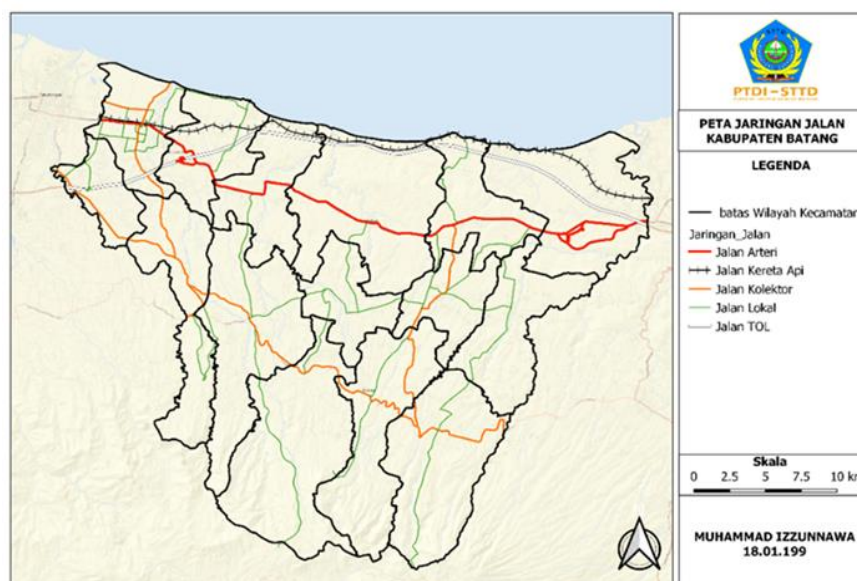 PTDI - STTD
PETA JARINGAN JALAN
KABUPATEN BATANG
LEGENDA
batas Wilayah Kecamatan
Jaringan_Jalan
Jalan Arteri
Jalan Kereta Api
Jalan Kolektor
Jalan Lokal
Jalan TOL
Skala
0 2.5 5 7.5 10 km
MUHAMMAD IZZUNNAWA
18.01.199